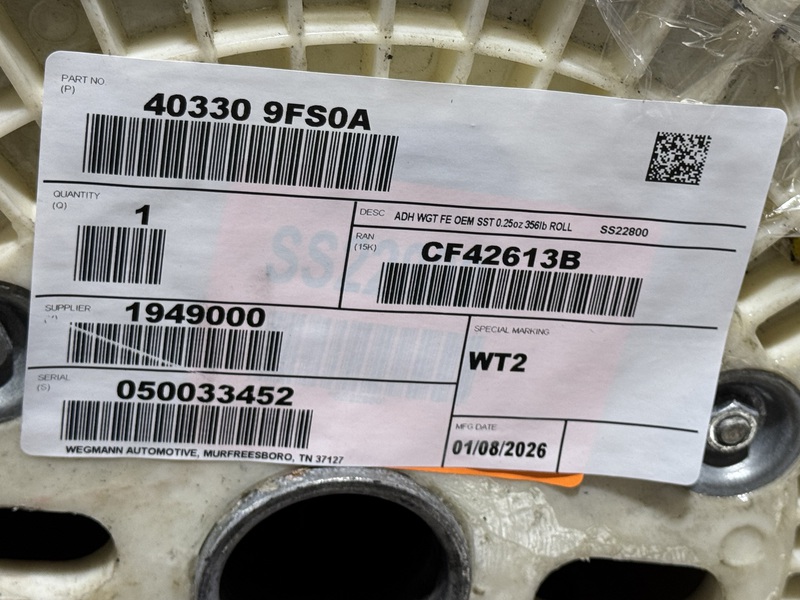 PART NO
(P)
40330 9FS0A
QUANTITY
(Q)
1
DESC ADH WGT FE OEM SST 0.25oz 356lb ROLL SS22800
RAN
(15K)
CF42613B
SUPPLIER
1949000
SPECIAL MARKING
WT2
SERIAL
(S)
050033452
MFG DATE
01/08/2026
WEGMANN AUTOMOTIVE, MURFREESBORO, TN 37127